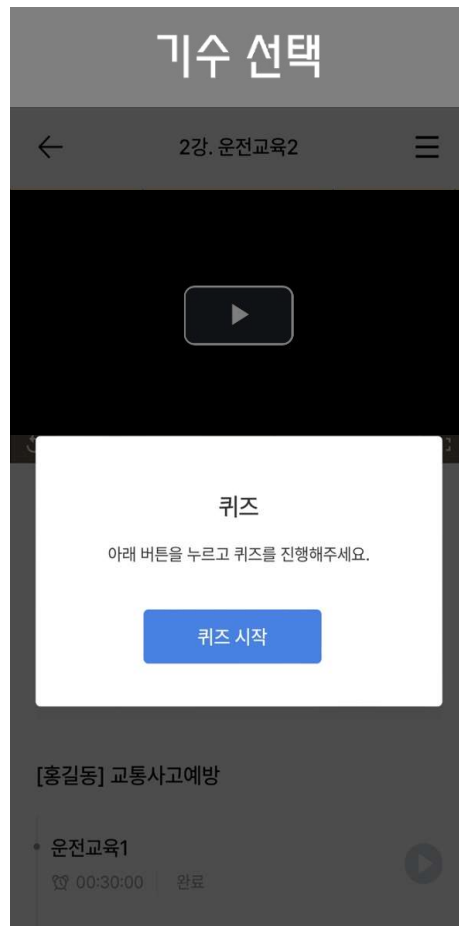 기수 선택
2강. 운전교육2
퀴즈
아래 버튼을 누르고 퀴즈를 진행해주세요.
퀴즈 시작
[홍길동] 교통사고예방
운전교육1
00:30:00 완료